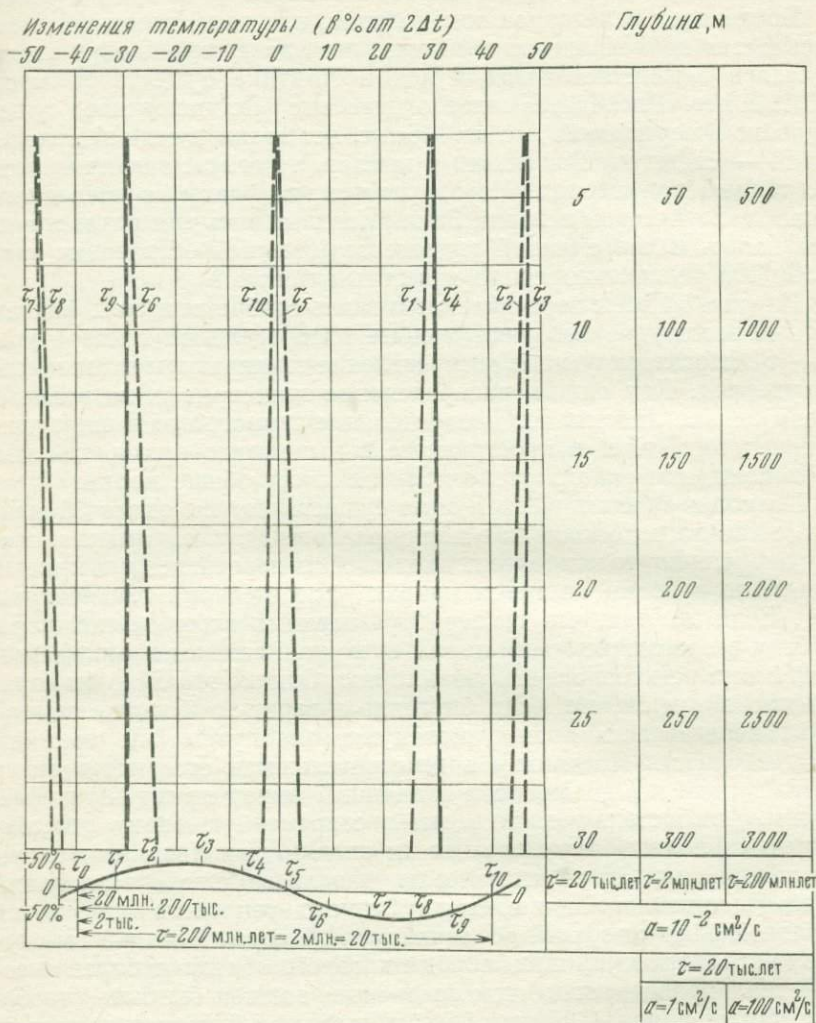 Изменения температуры (в % от 2Δt) Глубина, м
-50 -40 -30 -20 -10 0 10 20 30 40 50
5 50 500
τ7 τ8 τ9 τ6 τ10 τ5 τ1 τ4 τ2 τ3
10 100 1000
15 150 1500
20 200 2000
25 250 2500
30 300 3000
+50% τ0 τ1 τ2 τ3 τ4 τ5 τ10
τ=20 тыс.лет τ=2 млн.лет τ=200 млн лет
0 0
-50% 20 млн. 200 тыс. τ6 τ7 τ8 τ9
2 тыс.
τ=200 млн.лет=2 млн.=20 тыс.
a=10⁻² см²/с
τ=20 тыс.лет
a=1 см²/с a=100 см²/с